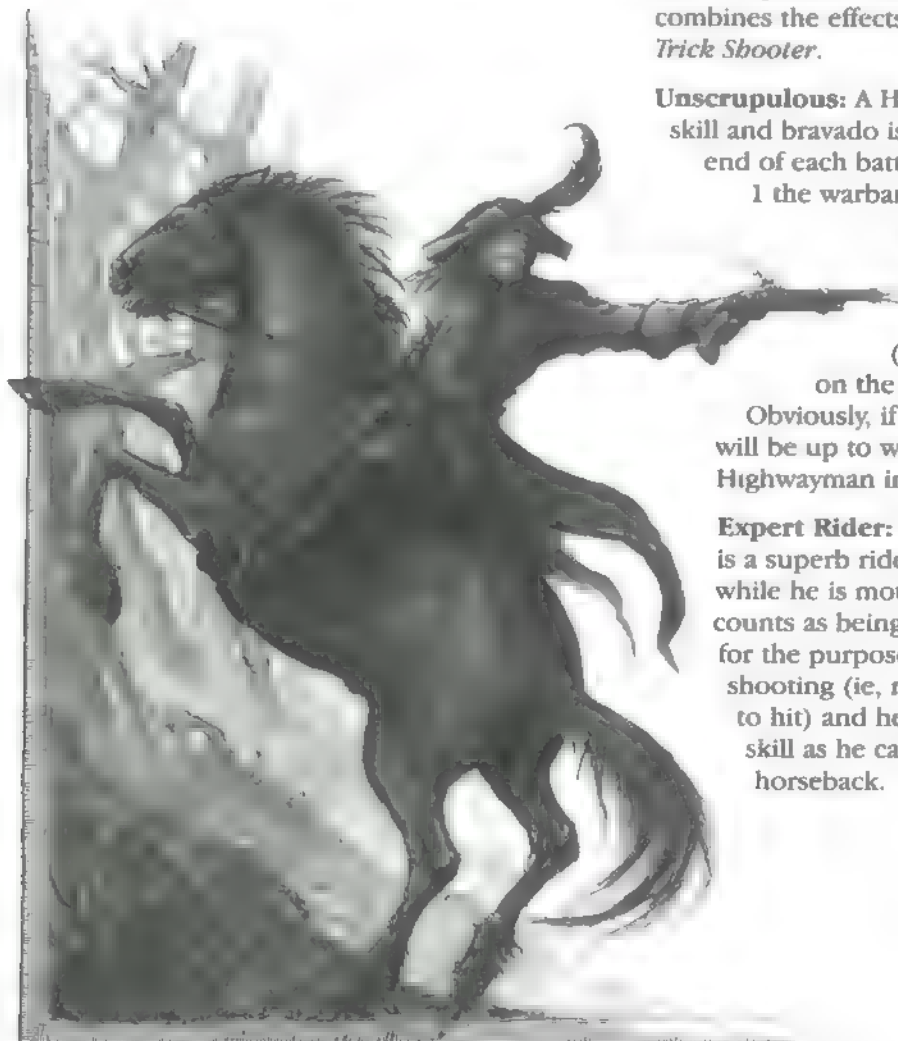 combines the effects
Trick Shooter.
Unscrupulous: A H
skill and bravado is
end of each batt
1 the warbar
(
on the
Obviously, if
will be up to w
Highwayman in
Expert Rider:
is a superb ride
while he is mou
counts as being
for the purpose
shooting (ie, r
to hit) and he
skill as he ca
horseback.